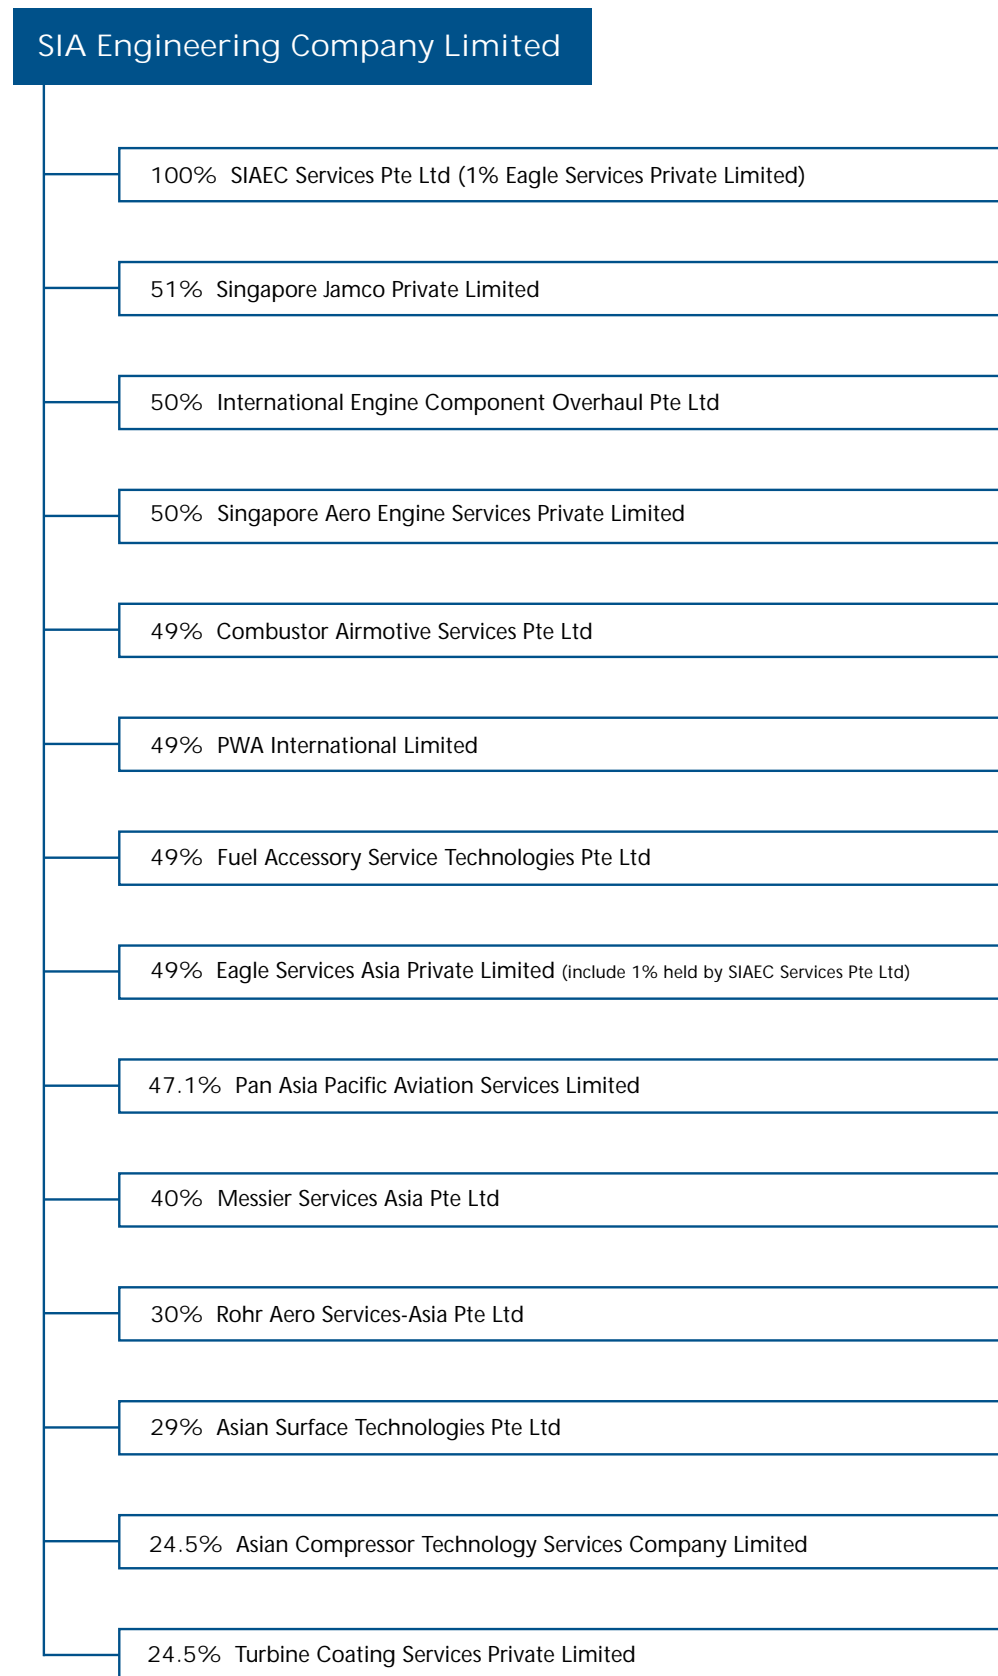 SIA Engineering Company Limited
100% SIAEC Services Pte Ltd (1% Eagle Services Private Limited)
51% Singapore Jamco Private Limited
50% International Engine Component Overhaul Pte Ltd
50% Singapore Aero Engine Services Private Limited
49% Combustor Airmotive Services Pte Ltd
49% PWA International Limited
49% Fuel Accessory Service Technologies Pte Ltd
49% Eagle Services Asia Private Limited (include 1% held by SIAEC Services Pte Ltd)
47.1% Pan Asia Pacific Aviation Services Limited
40% Messier Services Asia Pte Ltd
30% Rohr Aero Services-Asia Pte Ltd
29% Asian Surface Technologies Pte Ltd
24.5% Asian Compressor Technology Services Company Limited
24.5% Turbine Coating Services Private Limited